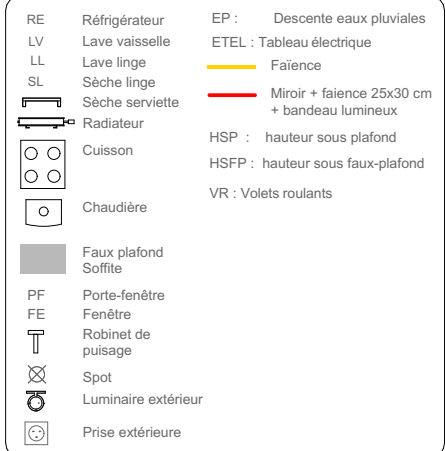 RE Réfrigérateur
LV Lave vaisselle
LL Lave linge
SL Sèche linge
Sèche serviette
Radiateur
Cuisson
Chaudière
Faux plafond
Soffite
PF Porte-fenêtre
FE Fenêtre
Robinet de
puisage
Spot
Luminaire extérieur
Prise extérieure
EP : Descente eaux pluviales
ETEL : Tableau électrique
Faïence
Miroir + faience 25x30 cm
+ bandeau lumineux
HSP : hauteur sous plafond
HSFP : hauteur sous faux-plafond
VR : Volets roulants